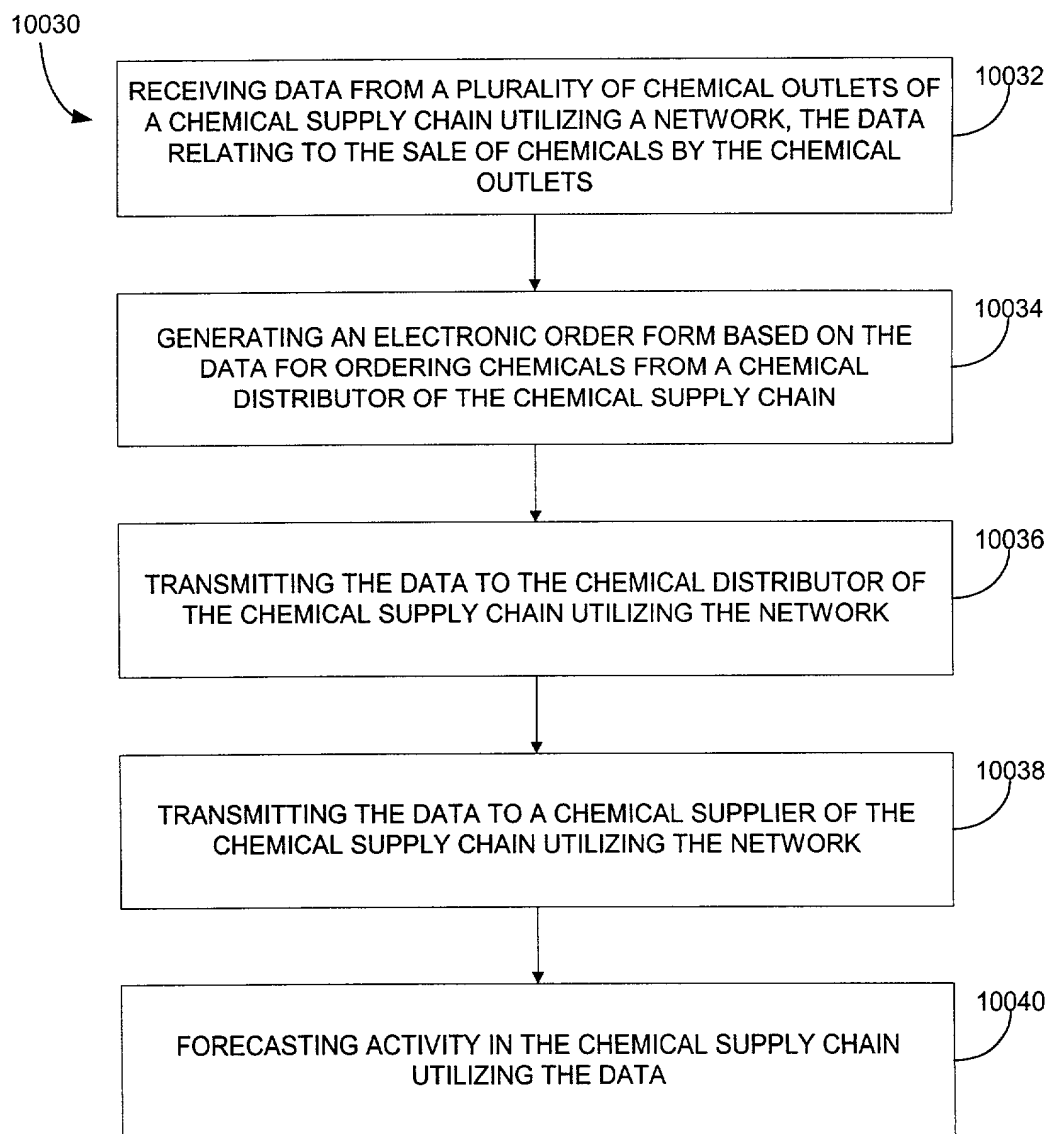 10030
RECEIVING DATA FROM A PLURALITY OF CHEMICAL OUTLETS OF
A CHEMICAL SUPPLY CHAIN UTILIZING A NETWORK, THE DATA
RELATING TO THE SALE OF CHEMICALS BY THE CHEMICAL
OUTLETS
10032
GENERATING AN ELECTRONIC ORDER FORM BASED ON THE
DATA FOR ORDERING CHEMICALS FROM A CHEMICAL
DISTRIBUTOR OF THE CHEMICAL SUPPLY CHAIN
10034
TRANSMITTING THE DATA TO THE CHEMICAL DISTRIBUTOR OF
THE CHEMICAL SUPPLY CHAIN UTILIZING THE NETWORK
10036
TRANSMITTING THE DATA TO A CHEMICAL SUPPLIER OF THE
CHEMICAL SUPPLY CHAIN UTILIZING THE NETWORK
10038
FORECASTING ACTIVITY IN THE CHEMICAL SUPPLY CHAIN
UTILIZING THE DATA
10040